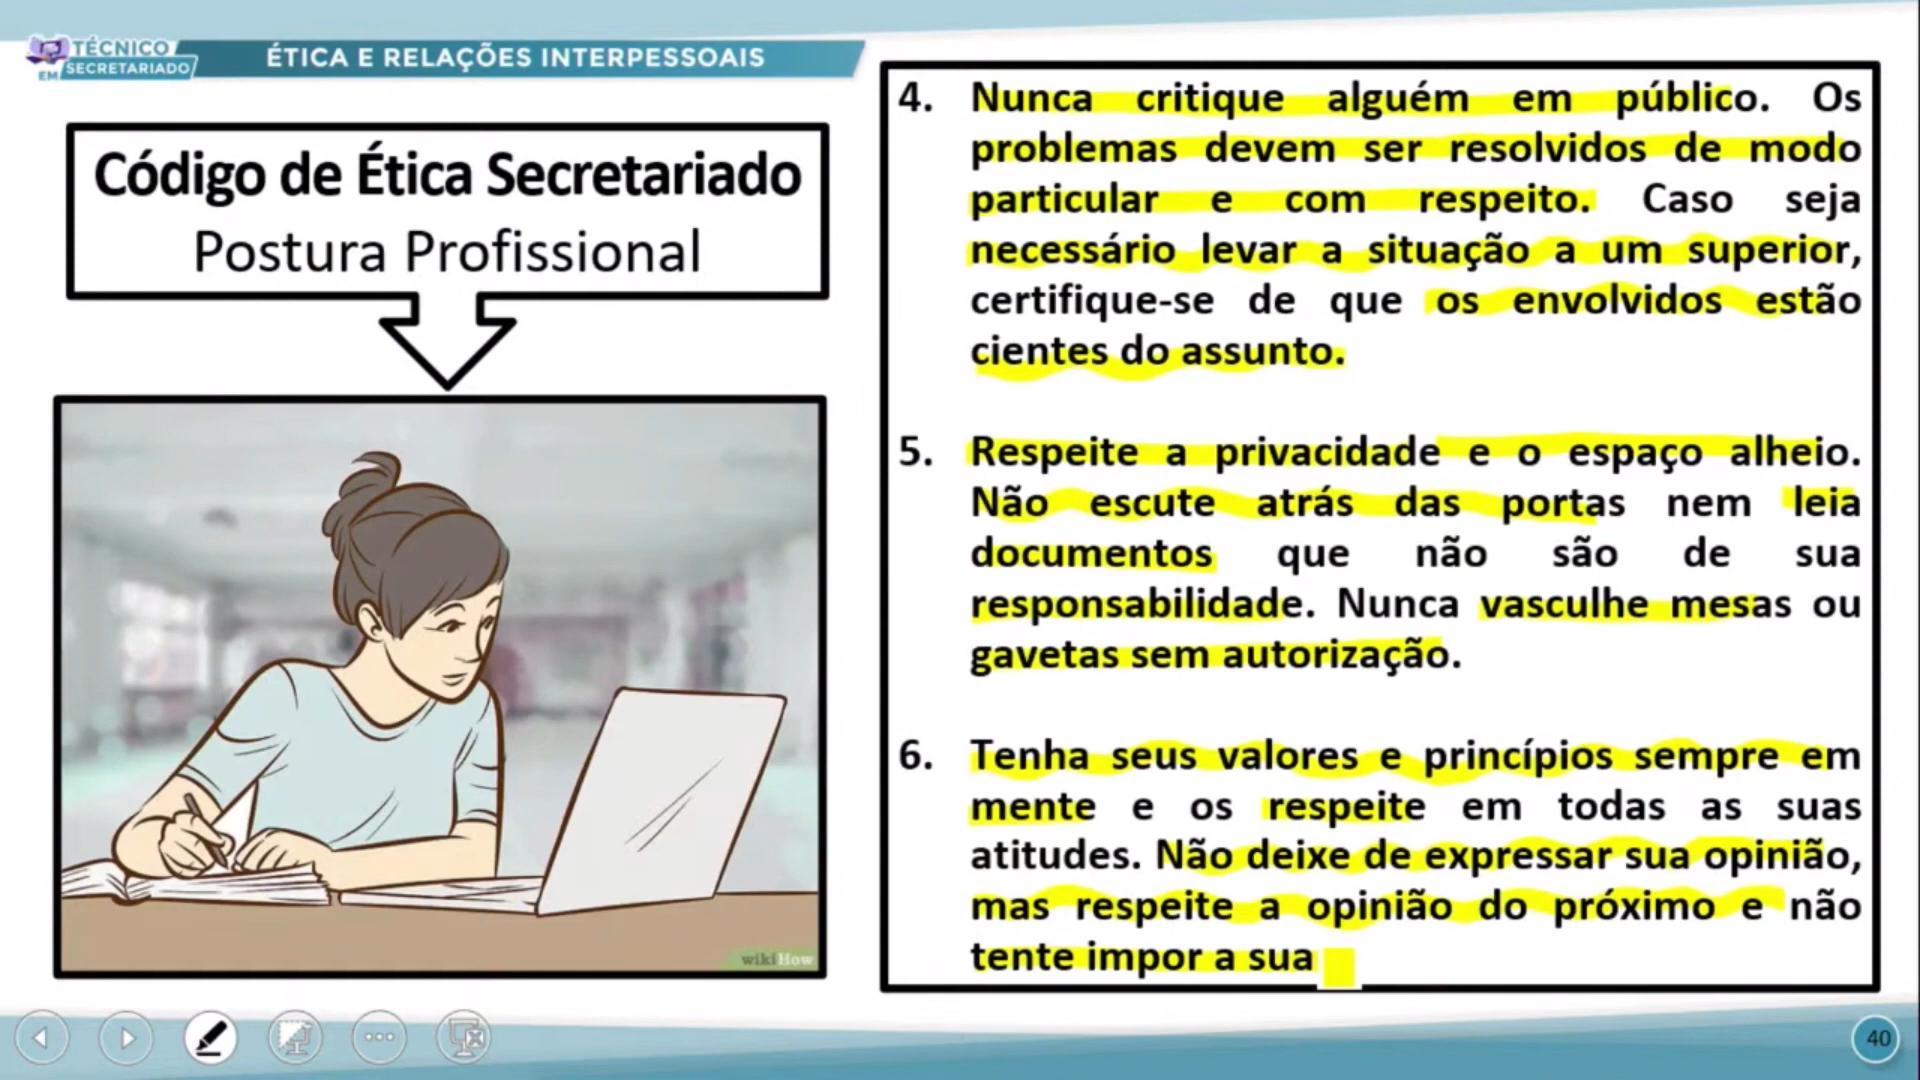 TÉCNICO
EM SECRETARIADO
ÉTICA E RELAÇÕES INTERPESSOAIS
Código de Ética Secretariado
Postura Profissional
wikiHow
4. Nunca critique alguém em público. Os
problemas devem ser resolvidos de modo
particular e com respeito. Caso seja
necessário levar a situação a um superior,
certifique-se de que os envolvidos estão
cientes do assunto.
5. Respeite a privacidade e o espaço alheio.
Não escute atrás das portas nem leia
documentos que não são de sua
responsabilidade. Nunca vasculhe mesas ou
gavetas sem autorização.
6. Tenha seus valores e princípios sempre em
mente e os respeite em todas as suas
atitudes. Não deixe de expressar sua opinião,
mas respeite a opinião do próximo e não
tente impor a sua
40